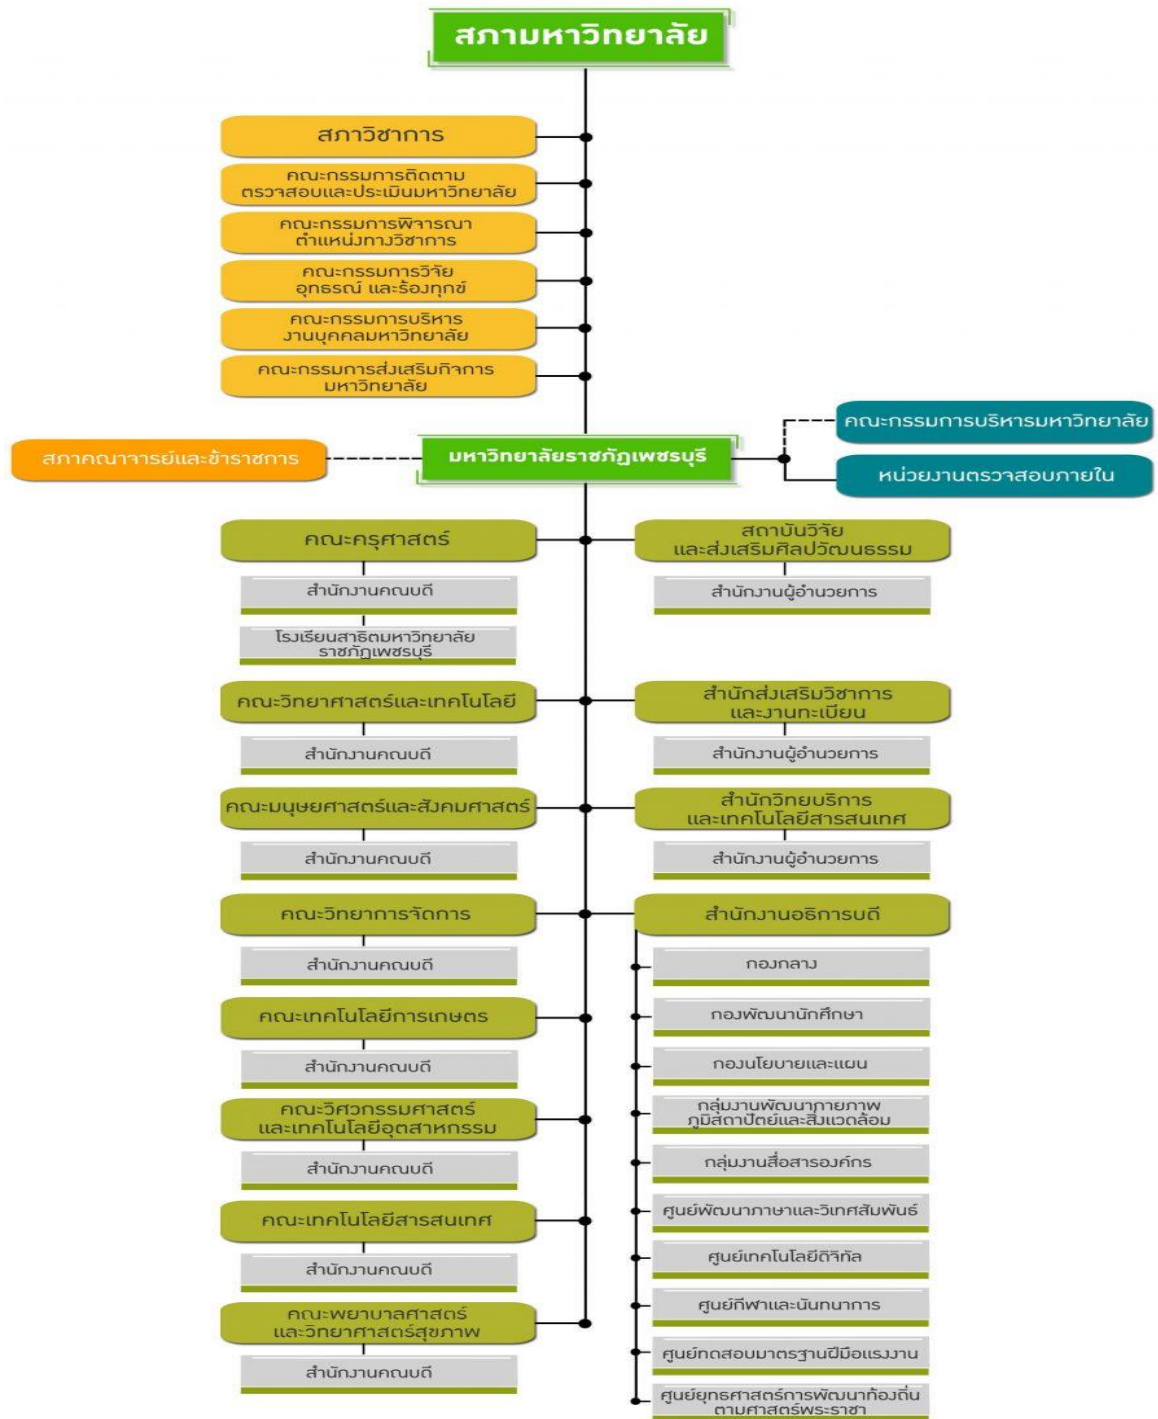 สภามหาวิทยาลัย
สภาวิชาการ
คณะกรรมการติดตาม
ตรวจสอบและประเมินมหาวิทยาลัย
คณะกรรมการพิจารณา
ตำแหน่งทางวิชาการ
คณะกรรมการวิจัย
อุทธรณ์ และร้องทุกข์
คณะกรรมการบริหาร
งานบุคคลมหาวิทยาลัย
คณะกรรมการส่งเสริมกิจการ
มหาวิทยาลัย
คณะกรรมการบริหารมหาวิทยาลัย
สภาคณาจารย์และข้าราชการ
มหาวิทยาลัยราชภัฏเพชรบุรี
หน่วยงานตรวจสอบภายใน
คณะครุศาสตร์
สำนักงานคณบดี
โรงเรียนสาธิตมหาวิทยาลัย
ราชภัฏเพชรบุรี
สถาบันวิจัย
และส่งเสริมศิลปวัฒนธรรม
สำนักงานผู้อำนวยการ
คณะวิทยาศาสตร์และเทคโนโลยี
สำนักงานคณบดี
สำนักส่งเสริมวิชาการ
และงานทะเบียน
สำนักงานผู้อำนวยการ
คณะมนุษยศาสตร์และสังคมศาสตร์
สำนักงานคณบดี
สำนักวิทยบริการ
และเทคโนโลยีสารสนเทศ
สำนักงานผู้อำนวยการ
คณะวิทยาการจัดการ
สำนักงานคณบดี
คณะเทคโนโลยีการเกษตร
สำนักงานคณบดี
คณะวิศวกรรมศาสตร์
และเทคโนโลยีอุตสาหกรรม
สำนักงานคณบดี
คณะเทคโนโลยีสารสนเทศ
สำนักงานคณบดี
คณะพยาบาลศาสตร์
และวิทยาศาสตร์สุขภาพ
สำนักงานคณบดี
สำนักงานอธิการบดี
กองกลาง
กองพัฒนานักศึกษา
กองนโยบายและแผน
กลุ่มงานพัฒนากายภาพ
ภูมิสถาปัตย์และสิ่งแวดล้อม
กลุ่มงานสื่อสารองค์กร
ศูนย์พัฒนาภาษาและวิเทศสัมพันธ์
ศูนย์เทคโนโลยีดิจิทัล
ศูนย์กีฬาและนันทนาการ
ศูนย์ทดสอบมาตรฐานฝีมือแรงงาน
ศูนย์ยุทธศาสตร์การพัฒนาท้องถิ่น
ตามศาสตร์พระราชา